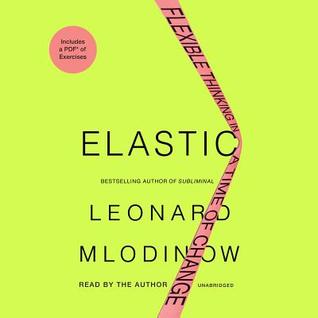 Includes
a PDF* of
Exercises
FLEXIBLE THINKING IN A TIME OF CHANGE
ELASTIC
BESTSELLING AUTHOR OF SUBLIMINAL
LEONARD
MLODINOW
READ BY THE AUTHOR UNABRIDGED